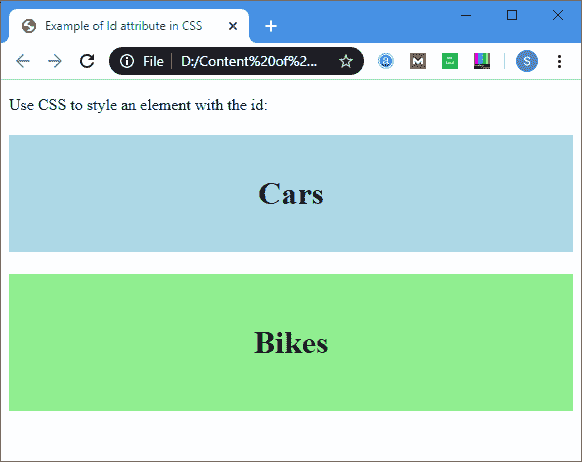 Example of Id attribute in CSS
File D:/Content%20of%2... S
Use CSS to style an element with the id:
Cars
Bikes